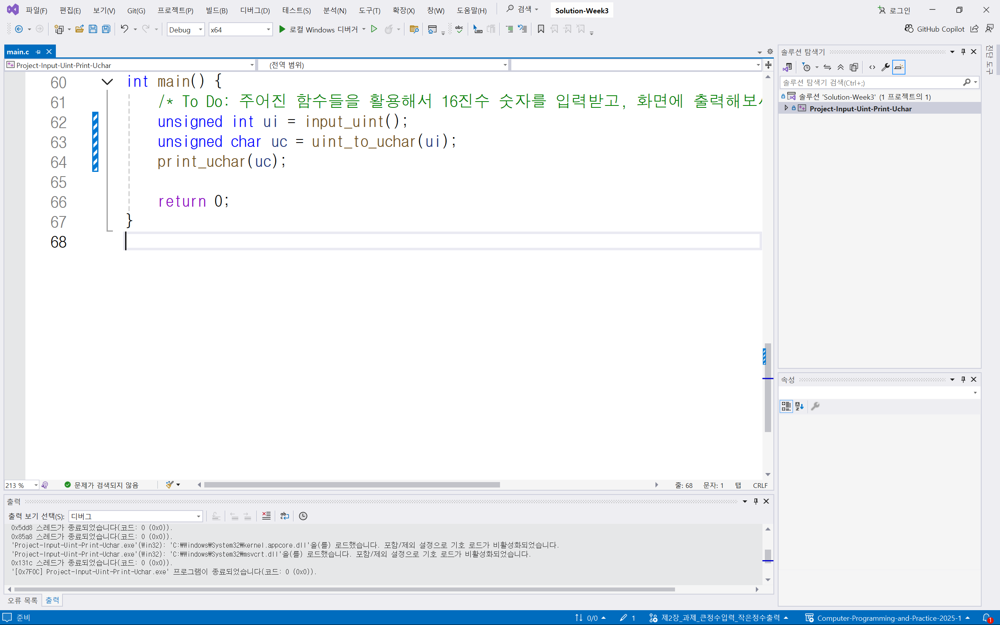 파일(F) 편집(E) 보기(V) Git(G) 프로젝트(P) 빌드(B) 디버그(D) 테스트(S) 분석(N) 도구(T) 확장(X) 창(W) 도움말(H) 검색 Solution-Week3 로그인
Debug x64 로컬 Windows 디버거 GitHub Copilot
main.c
Project-Input-Uint-Print-Uchar (전역 범위)
60 int main() {
61 /* To Do: 주어진 함수들을 활용해서 16진수 숫자를 입력받고, 화면에 출력해보
62 unsigned int ui = input_uint();
63 unsigned char uc = uint_to_uchar(ui);
64 print_uchar(uc);
65
66 return 0;
67 }
68
213 % 문제가 검색되지 않음 줄: 68 문자: 1 탭 CRLF
출력
출력 보기 선택(S): 디버그
0x5dd8 스레드가 종료되었습니다(코드: 0 (0x0)).
0x85a8 스레드가 종료되었습니다(코드: 0 (0x0)).
'Project-Input-Uint-Print-Uchar.exe'(Win32): 'C:₩Windows₩System32₩kernel.appcore.dll'을(를) 로드했습니다. 포함/제외 설정으로 기호 로드가 비활성화되었습니다.
'Project-Input-Uint-Print-Uchar.exe'(Win32): 'C:₩Windows₩System32₩msvcrt.dll'을(를) 로드했습니다. 포함/제외 설정으로 기호 로드가 비활성화되었습니다.
0x131c 스레드가 종료되었습니다(코드: 0 (0x0)).
'[0x7F0C] Project-Input-Uint-Print-Uchar.exe' 프로그램이 종료되었습니다(코드: 0 (0x0)).
오류 목록 출력
솔루션 탐색기
솔루션 탐색기 검색(Ctrl+;)
솔루션 'Solution-Week3' (1 프로젝트의 1)
Project-Input-Uint-Print-Uchar
속성
진단 도구
준비 0/0 1 제2장_과제_큰정수입력_작은정수출력 Computer-Programming-and-Practice-2025-1 1